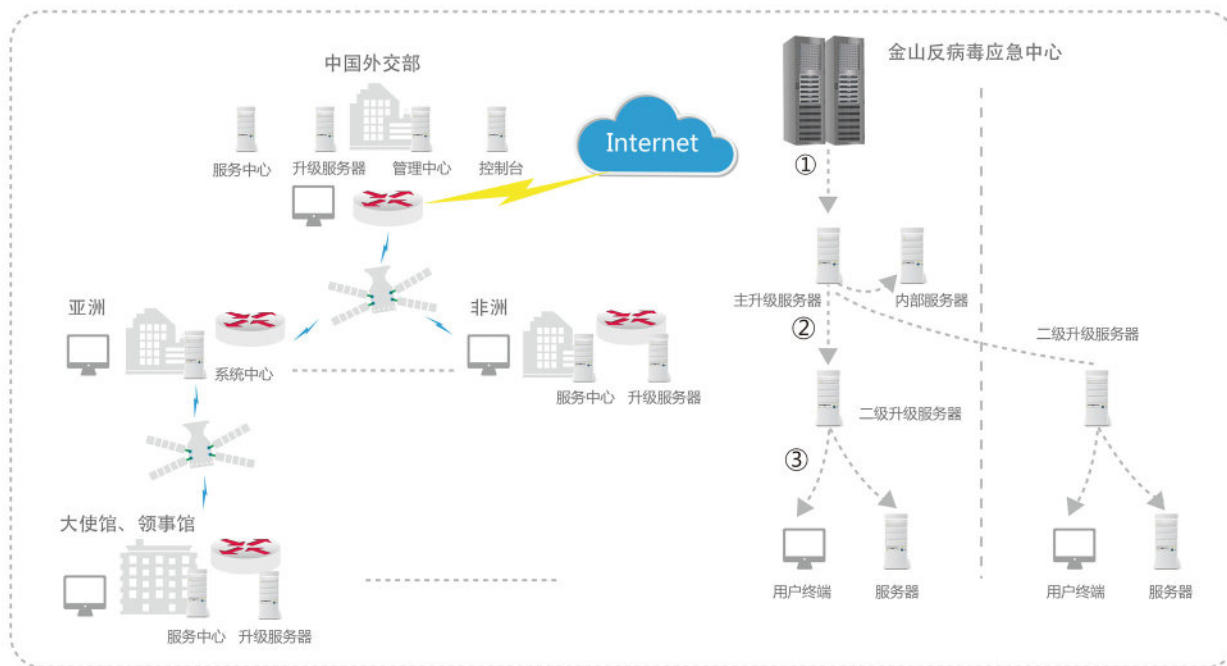 中国外交部
服务中心
升级服务器
管理中心
控制台
Internet
亚洲
系统中心
非洲
服务中心
升级服务器
大使馆、领事馆
服务中心
升级服务器
金山反病毒应急中心
①
主升级服务器
内部服务器
②
二级升级服务器
二级升级服务器
③
用户终端
服务器
用户终端
服务器